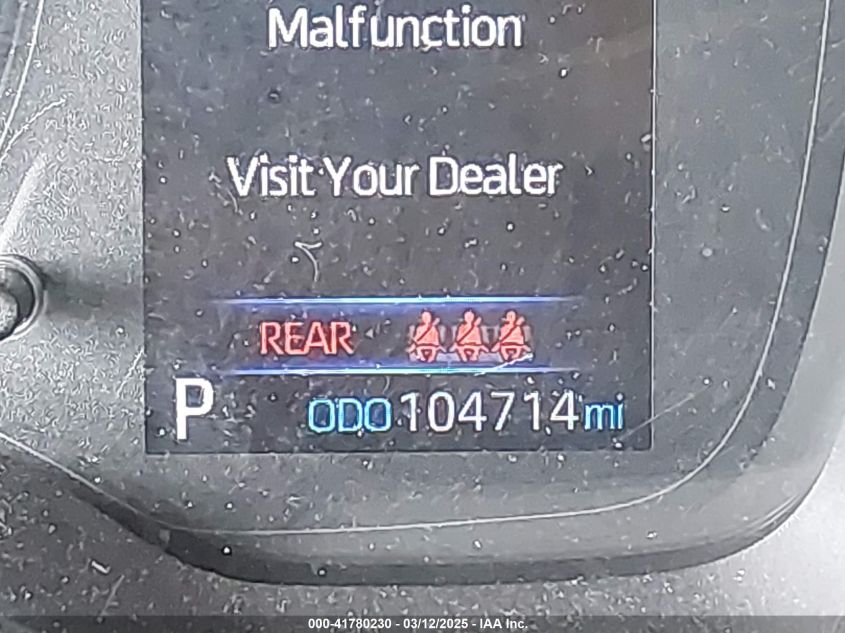 Malfunction
Visit Your Dealer
REAR
P ODO 104714 mi
000-41780230 - 03/12/2025 - IAA Inc.